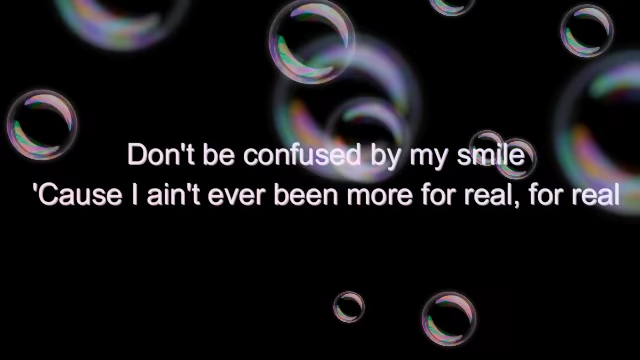 Don't be confused by my smile
'Cause I ain't ever been more for real, for real